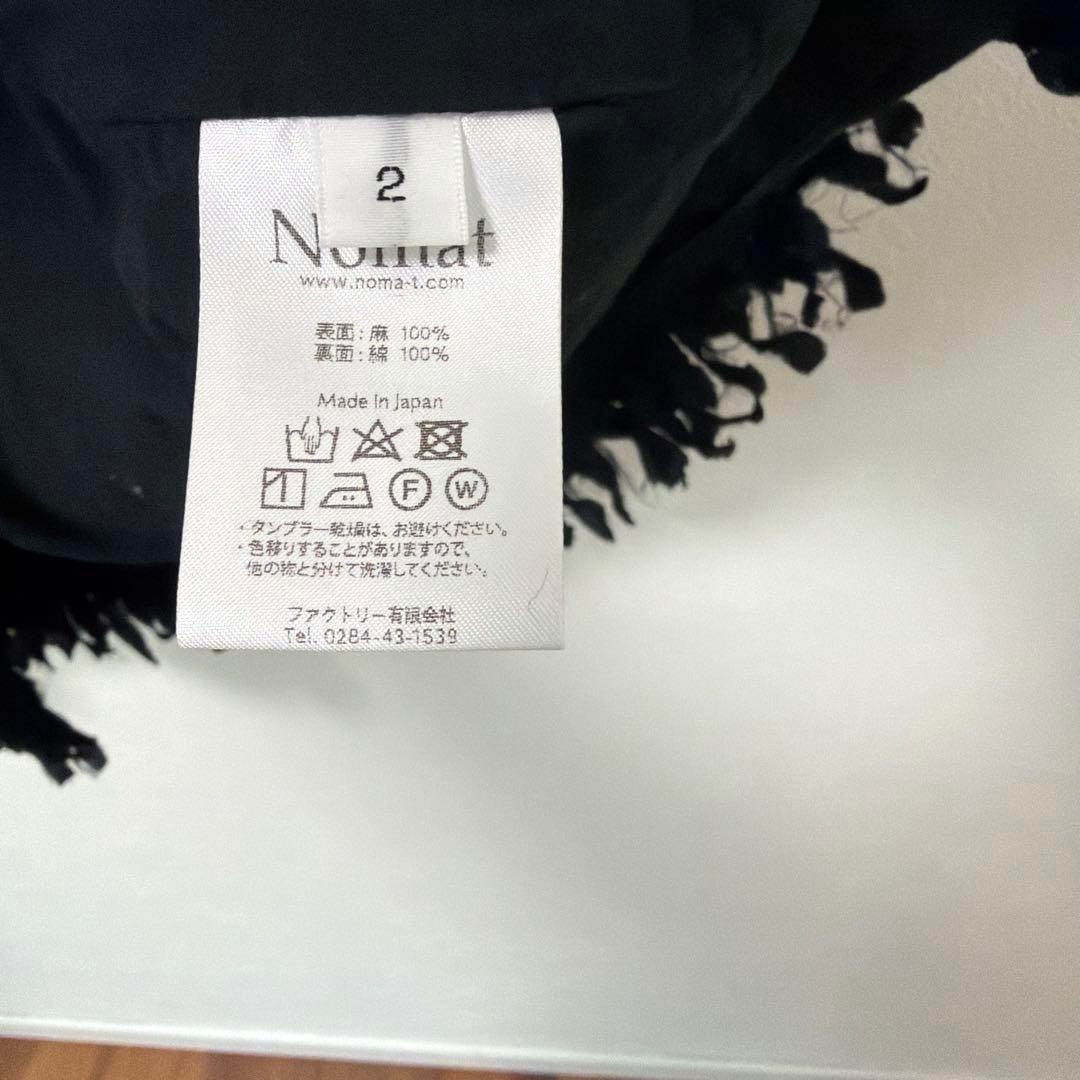 2
Nomat
www.noma-t.com
表面:麻 100%
裏面:綿 100%
Made In Japan
F W
・タンブラー乾燥は、お避けください。
・色移りすることがありますので、
他の物と分けて洗濯してください。
ファクトリー有限会社
Tel. 0284-43-1539